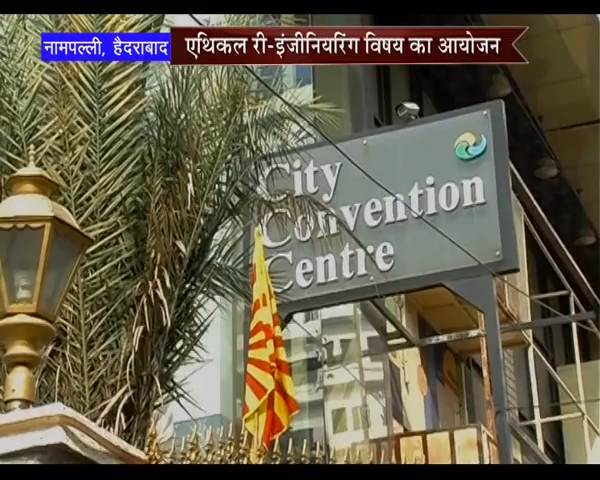 नामपल्ली, हैदराबाद
एथिकल री-इंजीनियरिंग विषय का आयोजन
City
Convention
Centre